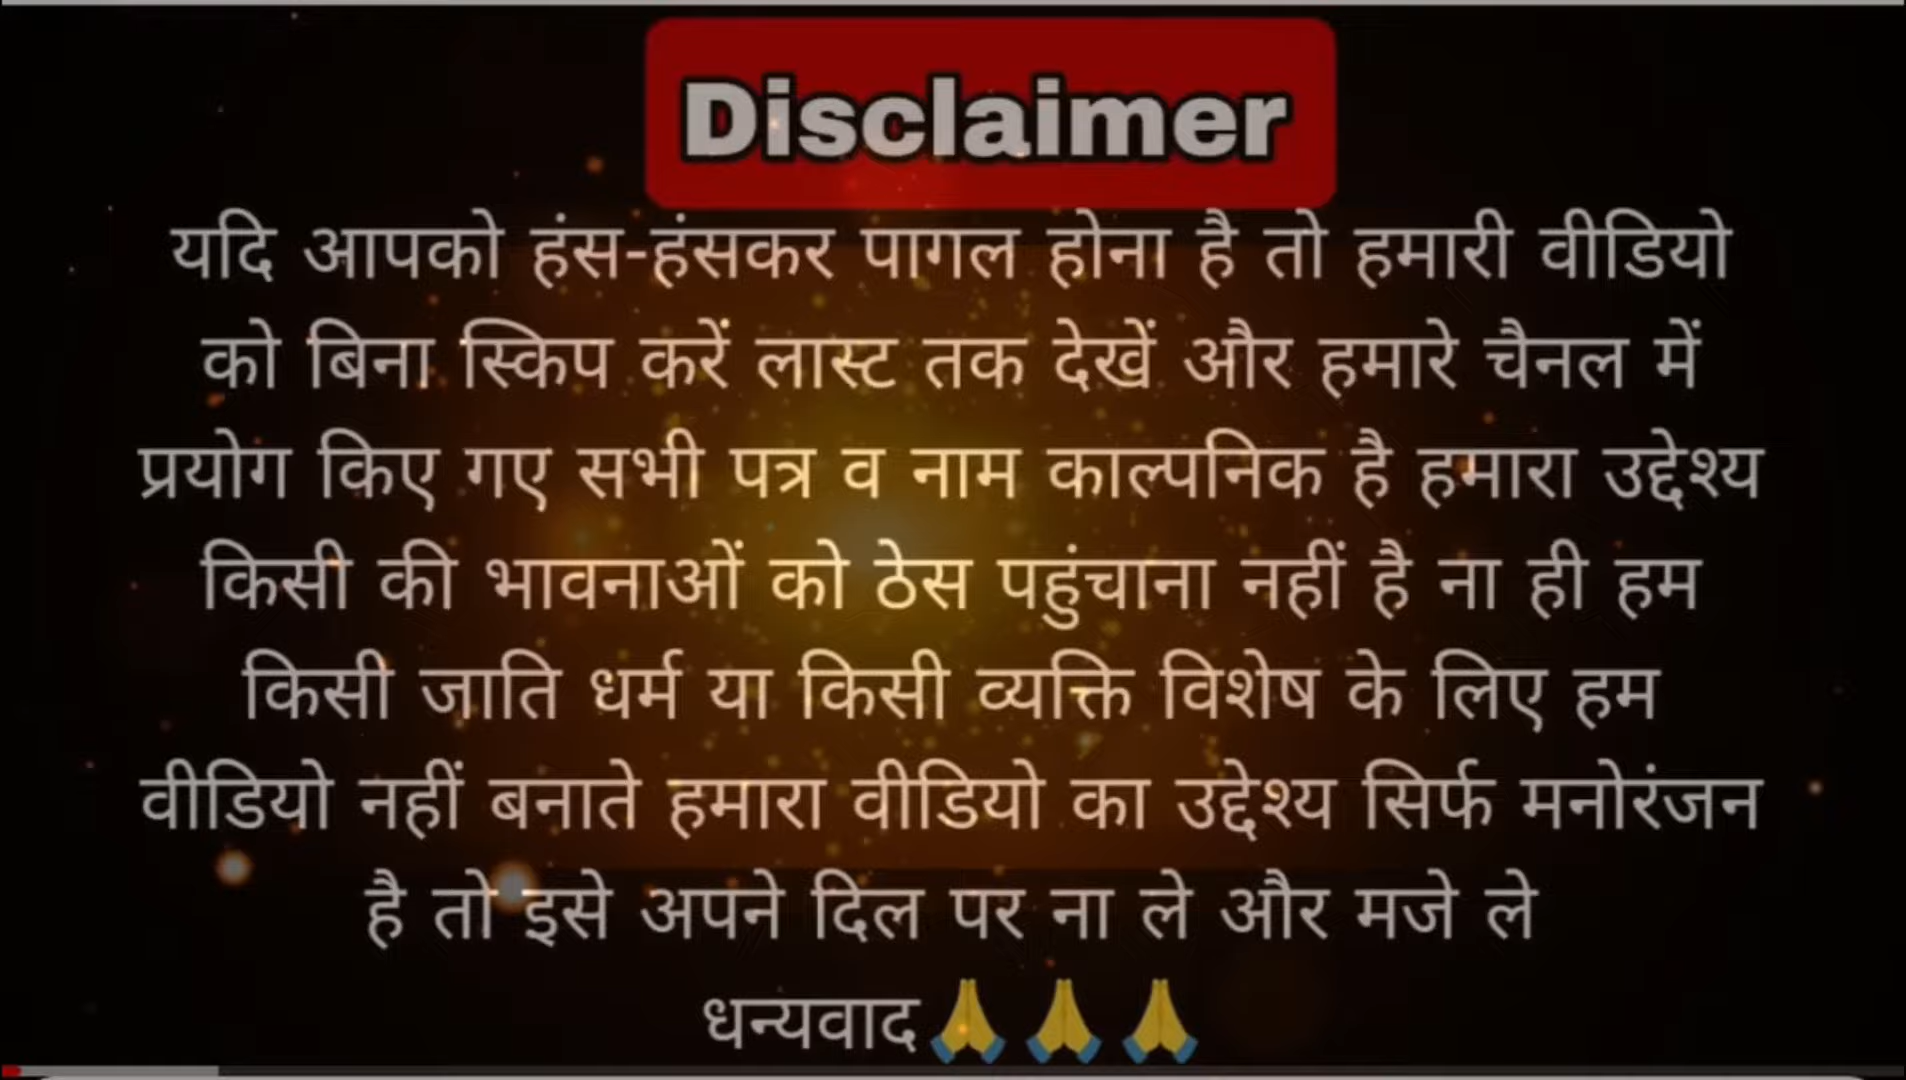 Disclaimer
यदि आपको हंस-हंसकर पागल होना है तो हमारी वीडियो
को बिना स्किप करें लास्ट तक देखें और हमारे चैनल में
प्रयोग किए गए सभी पत्र व नाम काल्पनिक है हमारा उद्देश्य
किसी की भावनाओं को ठेस पहुंचाना नहीं है ना ही हम
किसी जाति धर्म या किसी व्यक्ति विशेष के लिए हम
वीडियो नहीं बनाते हमारा वीडियो का उद्देश्य सिर्फ मनोरंजन
है तो इसे अपने दिल पर ना ले और मजे ले
धन्यवाद🙏🙏🙏